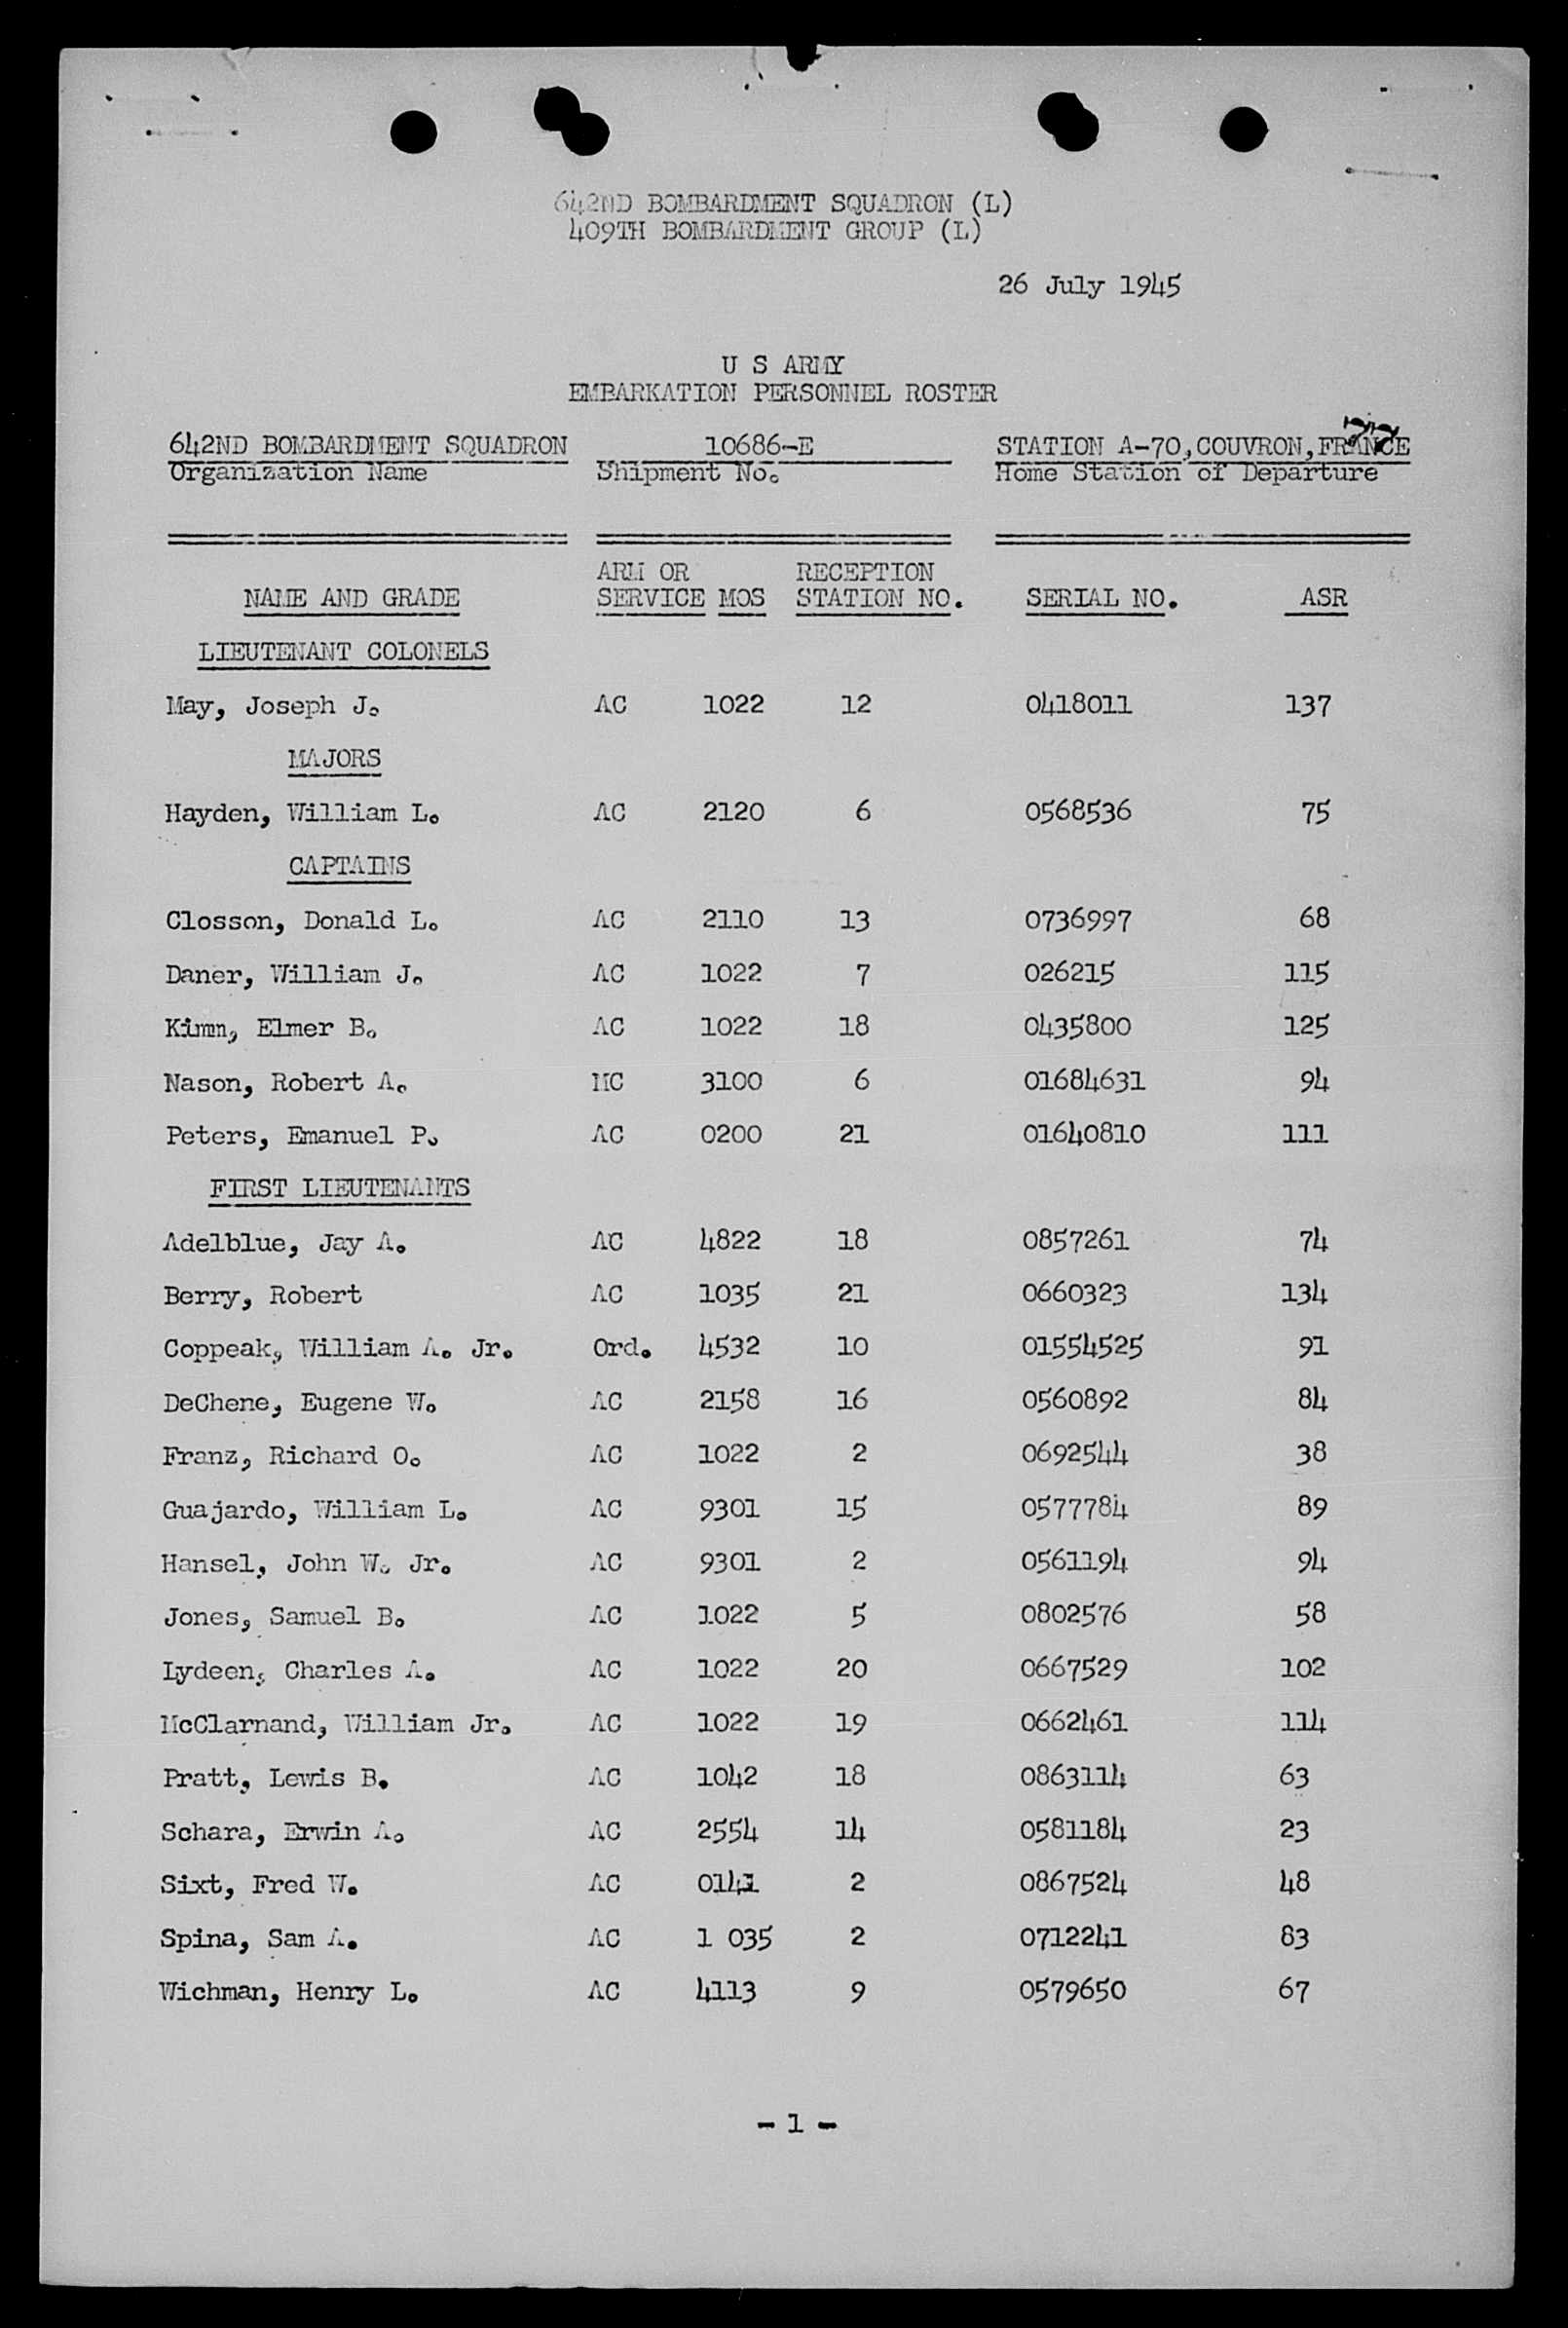 642ND BOMBARDMENT SQUADRON (L)
409TH BOMBARDMENT GROUP (L)
26 July 1945
U S ARMY
EMBARKATION PERSONNEL ROSTER
642ND BOMBARDMENT SQUADRON 10686-E STATION A-70, COUVRON, FRANCE
Organization Name Shipment No. Home Station of Departure
ARM OR RECEPTION
NAME AND GRADE SERVICE MOS STATION NO. SERIAL NO. ASR
LIEUTENANT COLONELS
May, Joseph J. AC 1022 12 0418011 137
MAJORS
Hayden, William L. AC 2120 6 0568536 75
CAPTAINS
Closson, Donald L. AC 2110 13 0736997 68
Daner, William J. AC 1022 7 026215 115
Kimm, Elmer B. AC 1022 18 0435800 125
Nason, Robert A. MC 3100 6 01684631 94
Peters, Emanuel P. AC 0200 21 01640810 111
FIRST LIEUTENANTS
Adelblue, Jay A. AC 4822 18 0857261 74
Berry, Robert AC 1035 21 0660323 134
Coppeak, William A. Jr. Ord. 4532 10 01554525 91
DeChene, Eugene W. AC 2158 16 0560892 84
Franz, Richard O. AC 1022 2 0692544 38
Guajardo, William L. AC 9301 15 0577784 89
Hansel, John W. Jr. AC 9301 2 0561194 94
Jones, Samuel B. AC 1022 5 0802576 58
Lydeen, Charles A. AC 1022 20 0667529 102
McClarnand, William Jr. AC 1022 19 0662461 114
Pratt, Lewis B. AC 1042 18 0863114 63
Schara, Erwin A. AC 2554 14 0581184 23
Sixt, Fred W. AC 0141 2 0867524 48
Spina, Sam A. AC 1 035 2 0712241 83
Wichman, Henry L. AC 4113 9 0579650 67
- 1 -